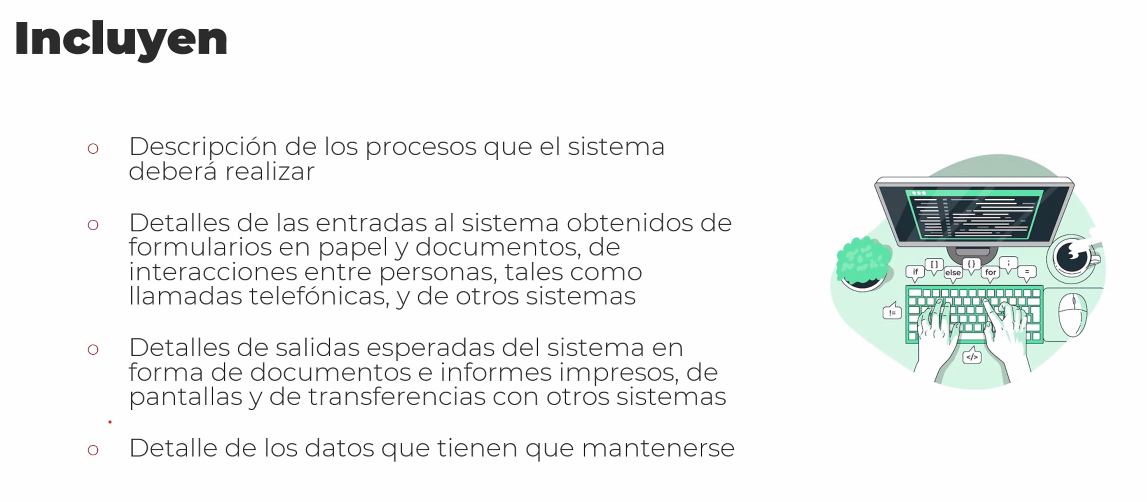 Incluyen
Descripción de los procesos que el sistema
deberá realizar
Detalles de las entradas al sistema obtenidos de
formularios en papel y documentos, de
interacciones entre personas, tales como
llamadas telefónicas, y de otros sistemas
Detalles de salidas esperadas del sistema en
forma de documentos e informes impresos, de
pantallas y de transferencias con otros sistemas
Detalle de los datos que tienen que mantenerse
if [ ] else { } for ; =
!=
</>